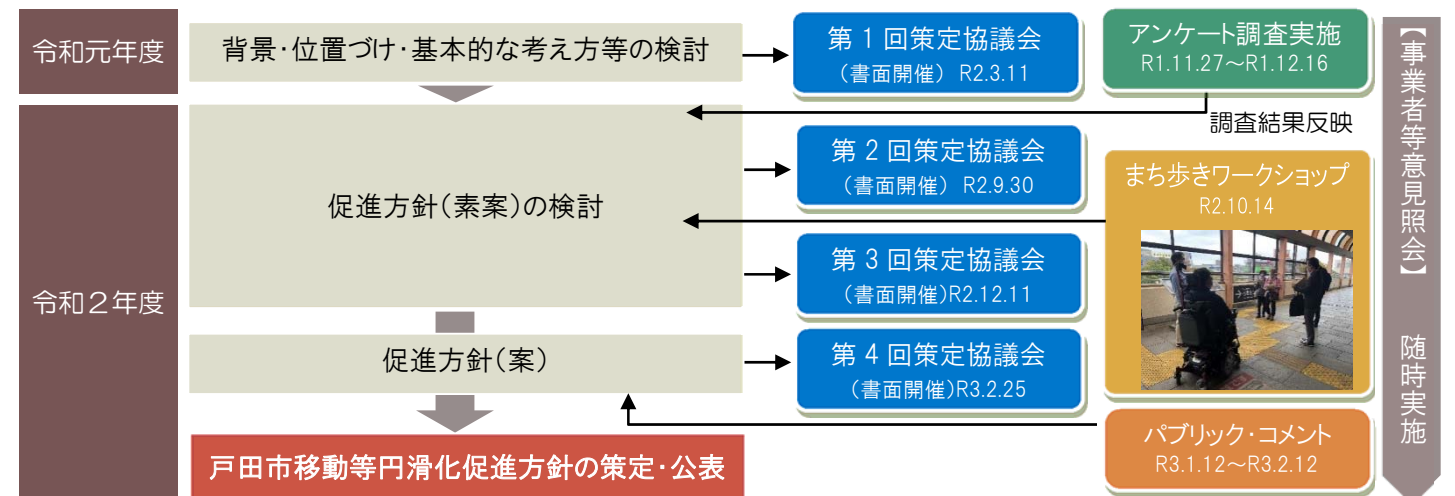 令和元年度
背景・位置づけ・基本的な考え方等の検討
第1回策定協議会
（書面開催） R2.3.11
アンケート調査実施
R1.11.27～R1.12.16
調査結果反映
令和2年度
促進方針（素案）の検討
第2回策定協議会
（書面開催） R2.9.30
まち歩きワークショップ
R2.10.14
第3回策定協議会
（書面開催）R2.12.11
促進方針（案）
第4回策定協議会
（書面開催）R3.2.25
パブリック・コメント
R3.1.12～R3.2.12
戸田市移動等円滑化促進方針の策定・公表
【事業者等意見照会】 随時実施